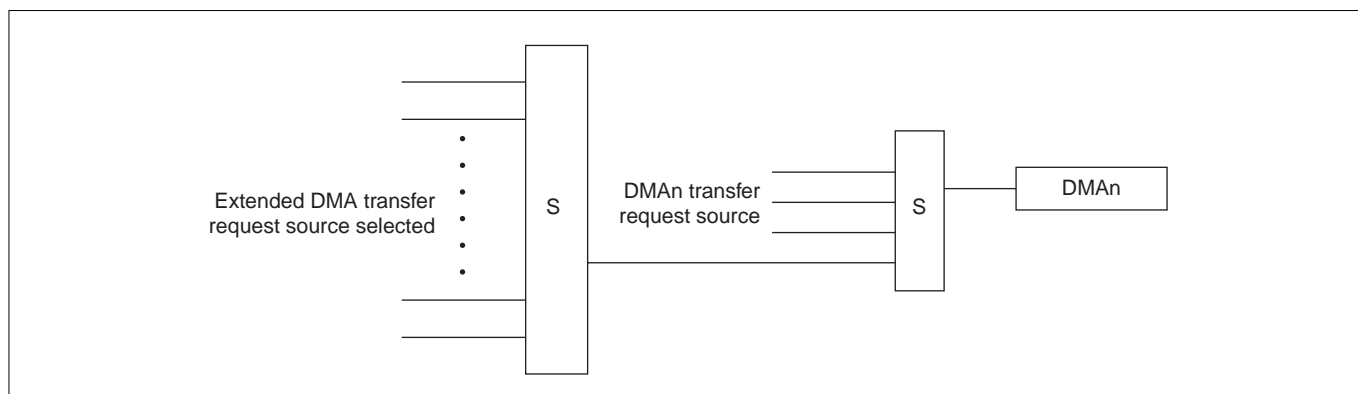 Extended DMA transfer
request source selected
S
DMAn transfer
request source
S
DMAn